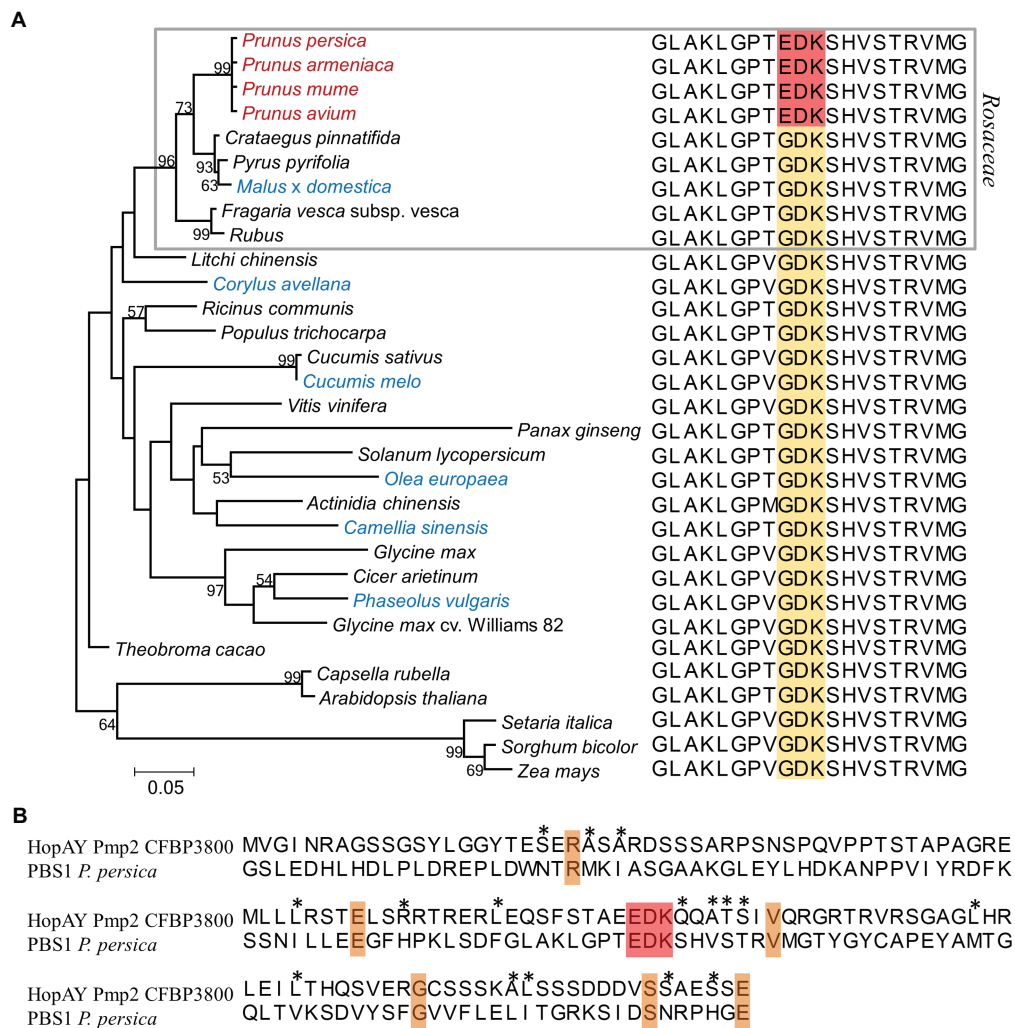 A
Prunus persica GLAKLGPTEDKSHVSTRVMG
Prunus armeniaca GLAKLGPTEDKSHVSTRVMG
Prunus mume GLAKLGPTEDKSHVSTRVMG
Prunus avium GLAKLGPTEDKSHVSTRVMG
Crataegus pinnatifida GLAKLGPTGDKSHVSTRVMG
Pyrus pyrifolia GLAKLGPTGDKSHVSTRVMG
Malus x domestica GLAKLGPTGDKSHVSTRVMG
Fragaria vesca subsp. vesca GLAKLGPTGDKSHVSTRVMG
Rubus GLAKLGPTGDKSHVSTRVMG
Rosaceae
Litchi chinensis GLAKLGPVGDKSHVSTRVMG
Corylus avellana GLAKLGPVGDKSHVSTRVMG
Ricinus communis GLAKLGPTGDKSHVSTRVMG
Populus trichocarpa GLAKLGPTGDKSHVSTRVMG
Cucumis sativus GLAKLGPVGDKSHVSTRVMG
Cucumis melo GLAKLGPVGDKSHVSTRVMG
Vitis vinifera GLAKLGPVGDKSHVSTRVMG
Panax ginseng GLAKLGPTGDKSHVSTRVMG
Solanum lycopersicum GLAKLGPTGDKSHVSTRVMG
Olea europaea GLAKLGPTGDKSHVSTRVMG
Actinidia chinensis GLAKLGPMGDKSHVSTRVMG
Camellia sinensis GLAKLGPTGDKSHVSTRVMG
Glycine max GLAKLGPVGDKSHVSTRVMG
Cicer arietinum GLAKLGPVGDKSHVSTRVMG
Phaseolus vulgaris GLAKLGPVGDKSHVSTRVMG
Glycine max cv. Williams 82 GLAKLGPVGDKSHVSTRVMG
Theobroma cacao GLAKLGPVGDKSHVSTRVMG
Capsella rubella GLAKLGPTGDKSHVSTRVMG
Arabidopsis thaliana GLAKLGPTGDKSHVSTRVMG
Setaria italica GLAKLGPVGDKSHVSTRVMG
Sorghum bicolor GLAKLGPVGDKSHVSTRVMG
Zea mays GLAKLGPVGDKSHVSTRVMG
99
73
96
93
63
99
57
99
53
54
97
99
64
99
69
0.05
B
* * *
HopAY Pmp2 CFBP3800 MVGINRAGSSGSYLGGYTESERASARDSSSARPSNSPQVPPTSTAPAGRE
PBS1 P. persica GSLEDHLHDLPLDREPLDWNTRMKIASGAAKGLEYLHDKANPPVIYRDFK
* * * * * * * *
HopAY Pmp2 CFBP3800 MLLLRSTELSRRRTRERLEQSFSTAEEDKQQATSIVQRGRTRVRSGAGLHR
PBS1 P. persica SSNILLEEGFHPKLSDFGLAKLGPTEDKSHVSTRVMGTYGYCAPEYAMTG
* * * * *
HopAY Pmp2 CFBP3800 LEILTHQSVERGCSSSKALSSSDDDVSSAESSE
PBS1 P. persica QLTVKSDVYSFGVVFLELITGRKSIDSNRPHGE